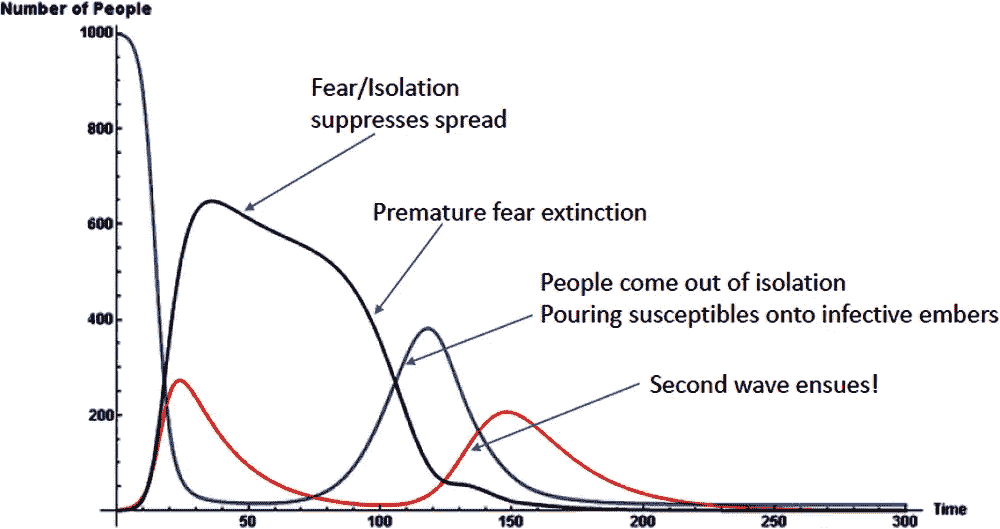 Number of People
1000
800
600
400
200
Fear/Isolation
suppresses spread
Premature fear extinction
People come out of isolation
Pouring susceptibles onto infective embers
Second wave ensues!
50
100
150
200
250
300
Time